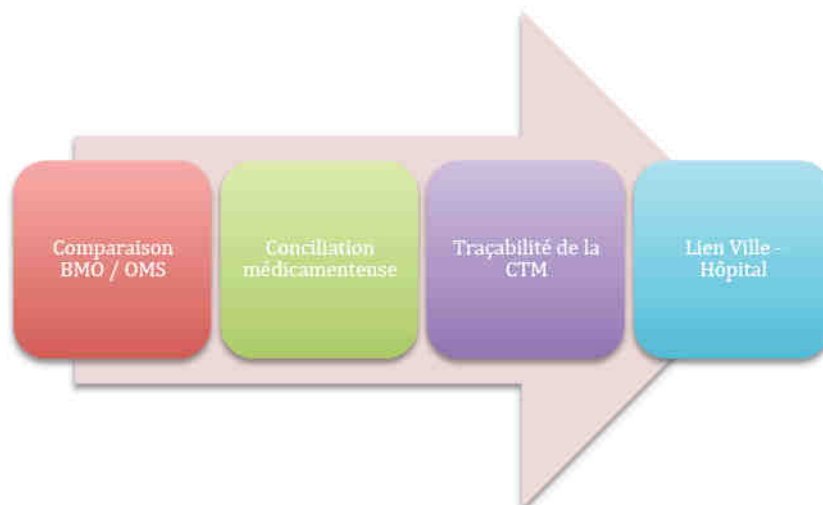 Comparaison
BMO / OMS
Conciliation
médicamenteuse
Traçabilité de la
CTM
Lien Ville -
Hôpital